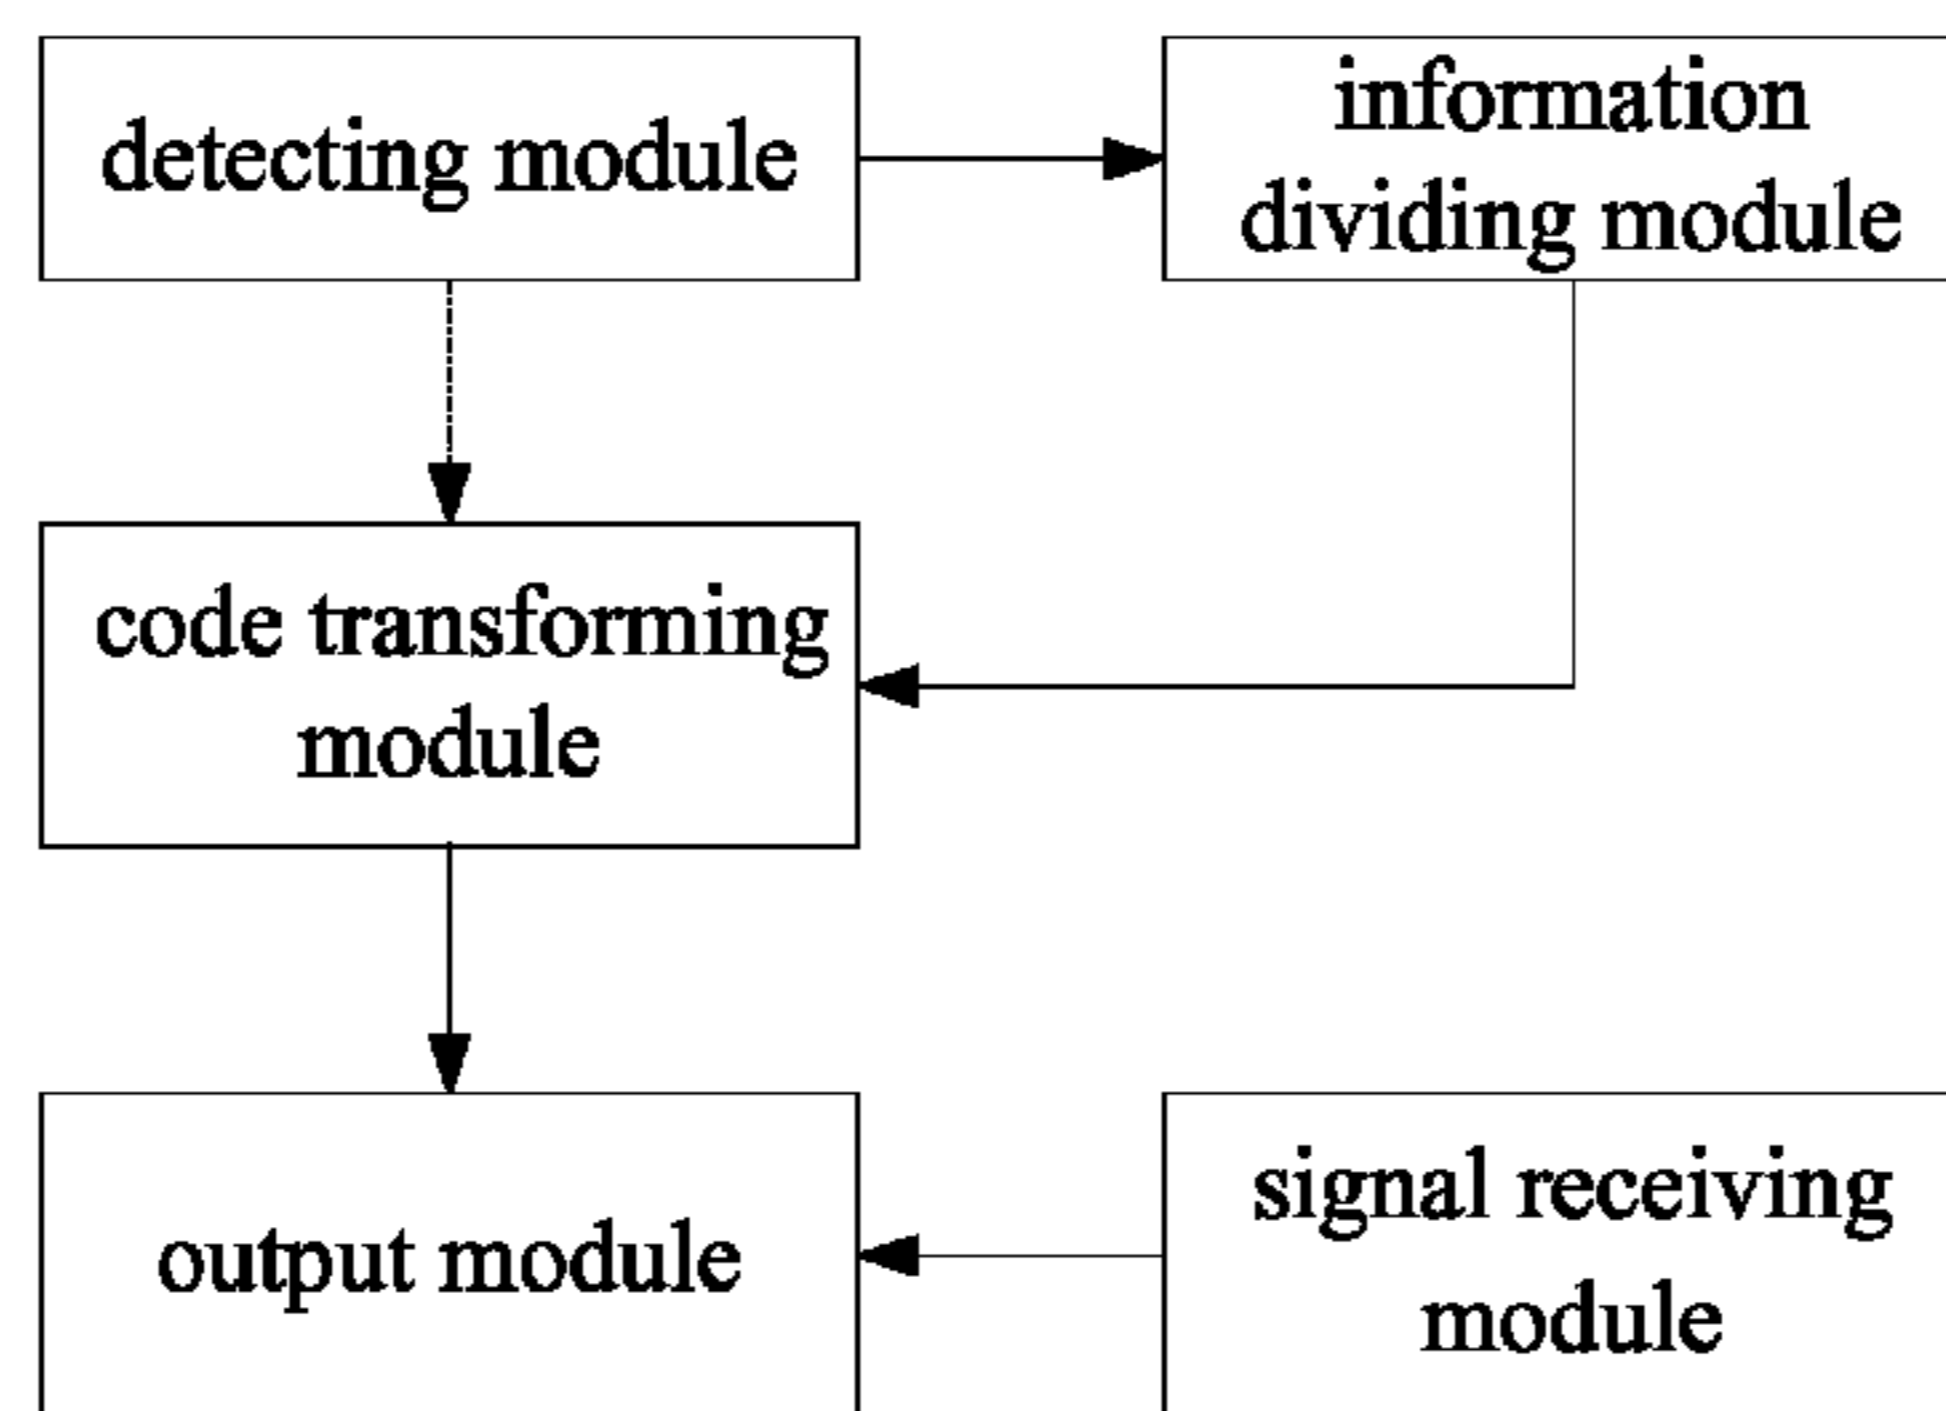 detecting module
information
dividing module
code transforming
module
output module
signal receiving
module